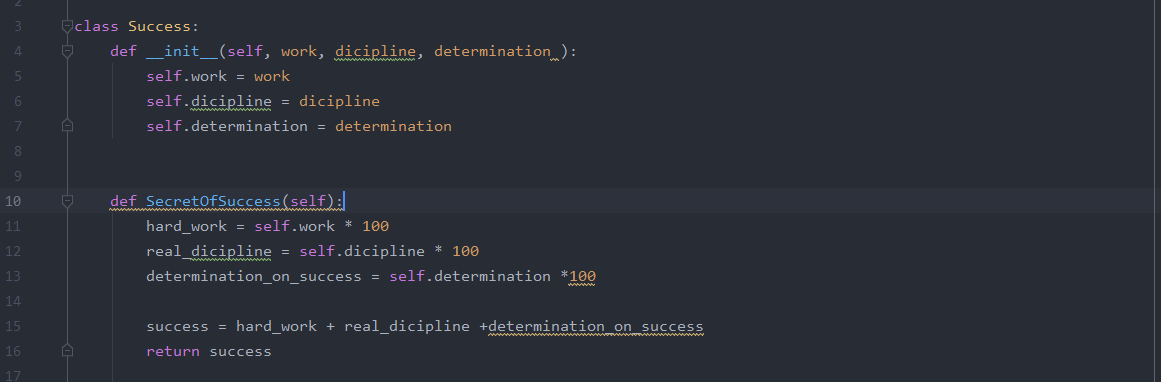 2
3 class Success:
4     def __init__(self, work, dicipline, determination ):
5         self.work = work
6         self.dicipline = dicipline
7         self.determination = determination
8
9
10     def SecretOfSuccess(self):
11         hard_work = self.work * 100
12         real_dicipline = self.dicipline * 100
13         determination_on_success = self.determination *100
14
15         success = hard_work + real_dicipline +determination_on_success
16         return success
17